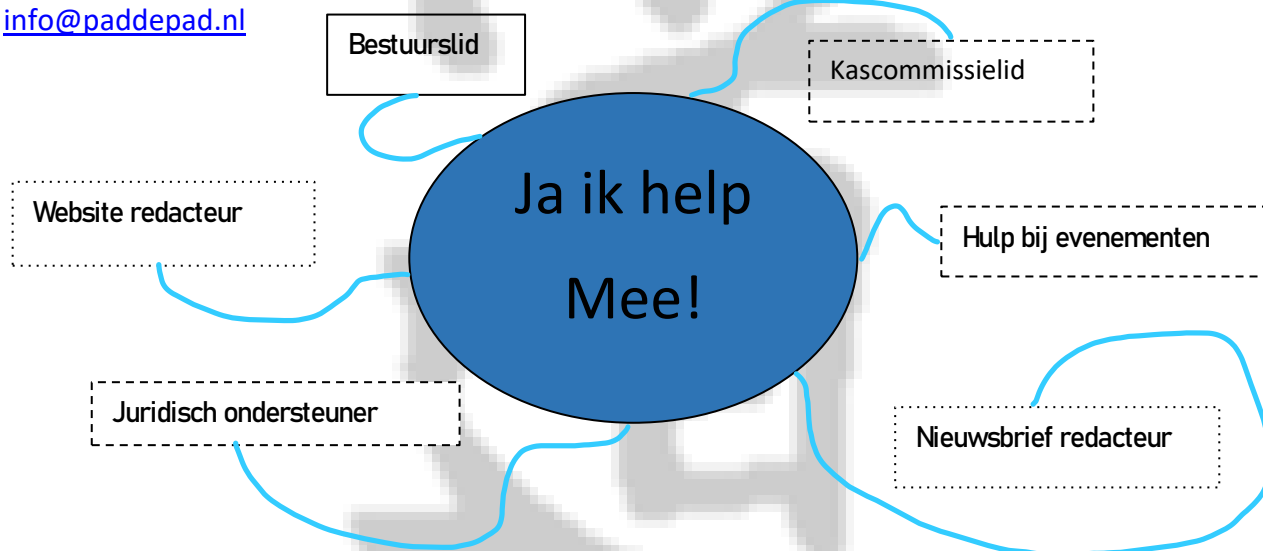 info@paddepad.nl
Bestuurslid
Kascommissielid
Ja ik help
Mee!
Website redacteur
Hulp bij evenementen
Juridisch ondersteuner
Nieuwsbrief redacteur